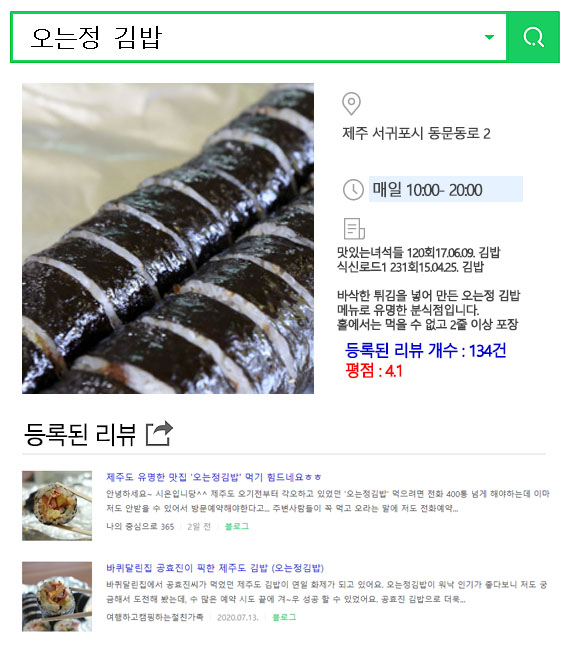 오는정 김밥
제주 서귀포시 동문동로 2
매일 10:00- 20:00
맛있는녀석들 120회17.06.09. 김밥
식신로드1 231회15.04.25. 김밥
바삭한 튀김을 넣어 만든 오는정 김밥
메뉴로 유명한 분식점입니다.
홀에서는 먹을 수 없고 2줄 이상 포장
등록된 리뷰 개수 : 134건
평점 : 4.1
등록된 리뷰
제주도 유명한 맛집 '오는정김밥' 먹기 힘드네요ㅎㅎ
안녕하세요~ 시온입니당^^ 제주도 오기전부터 각오하고 있었던 '오는정김밥' 먹으려면 전화 400통 넘게 해야하는데 이마
저도 안받을 수 있어서 방문예약해야한다고... 주변사람들이 꼭 먹고 오라는 말에 저도 전화예약...
나의 중심으로 365 2일 전 블로그
바퀴달린집 공효진이 픽한 제주도 김밥 (오는정김밥)
바퀴달린집에서 공효진씨가 먹었던 제주도 김밥이 연일 화제가 되고 있어요. 오는정김밥이 워낙 인기가 좋다보니 저도 궁
금해서 도전해 봤는데, 수 많은 예약 시도 끝에 겨~우 성공 할 수 있었어요. 공효진 김밥으로 더욱...
여행하고캠핑하는절친가족 2020.07.13. 블로그